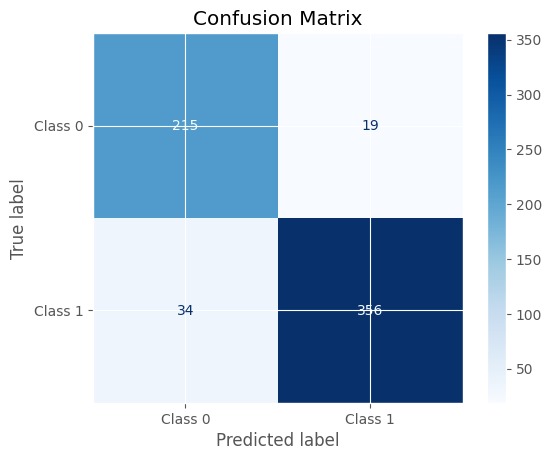 Confusion Matrix
True label
Class 0
215
19
Class 1
34
356
Class 0
Class 1
Predicted label
350
300
250
200
150
100
50